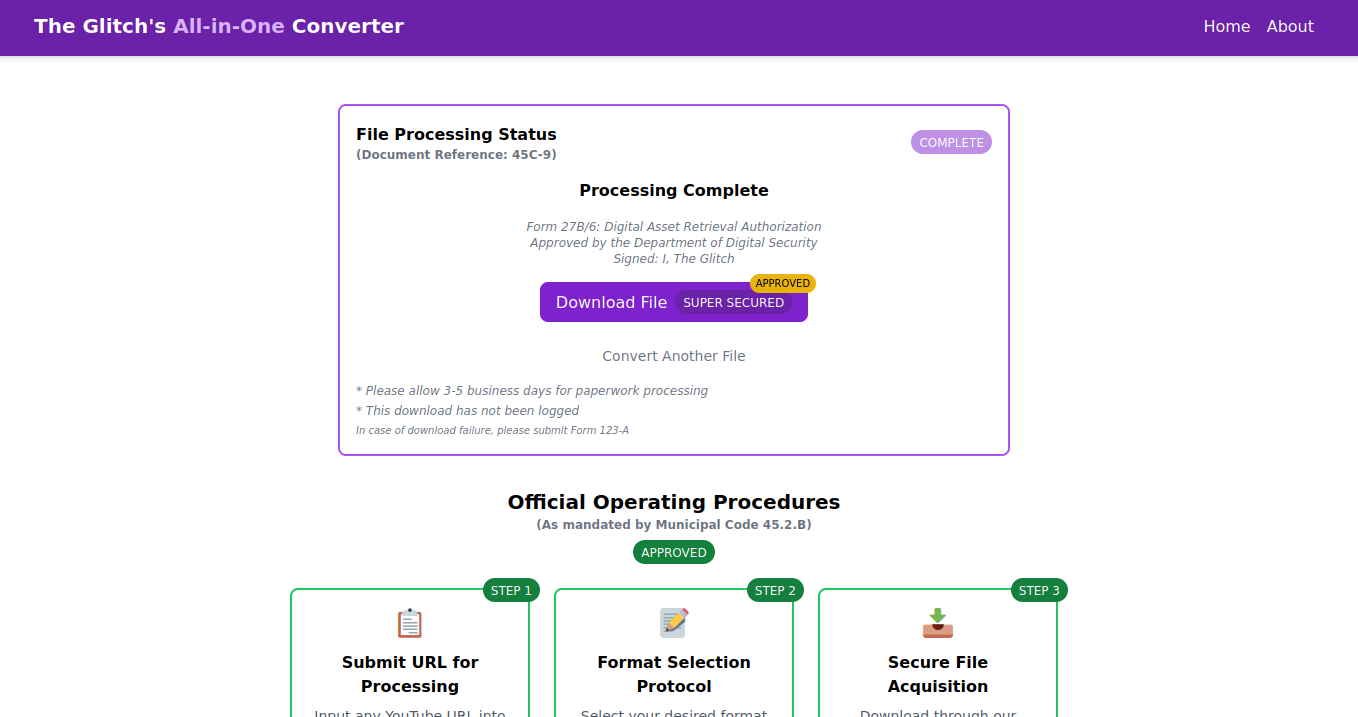 The Glitch's All-in-One Converter
Home About
File Processing Status
(Document Reference: 45C-9)
COMPLETE
Processing Complete
Form 27B/6: Digital Asset Retrieval Authorization
Approved by the Department of Digital Security
Signed: I, The Glitch
APPROVED
Download File SUPER SECURED
Convert Another File
* Please allow 3-5 business days for paperwork processing
* This download has not been logged
In case of download failure, please submit Form 123-A
Official Operating Procedures
(As mandated by Municipal Code 45.2.B)
APPROVED
STEP 1
Submit URL for
Processing
Input any YouTube URL into
STEP 2
Format Selection
Protocol
Select your desired format
STEP 3
Secure File
Acquisition
Download through our